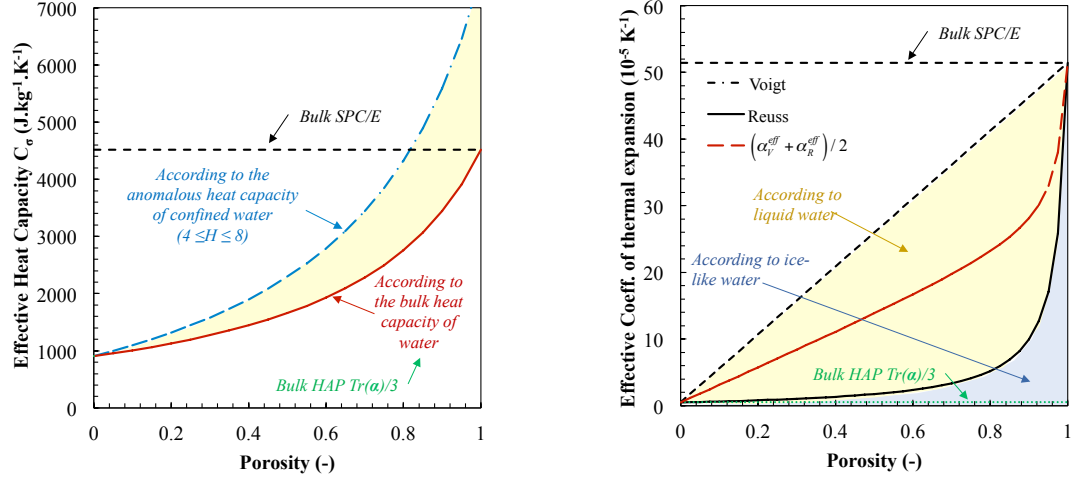 Effective Heat Capacity Cσ (J.kg⁻¹.K⁻¹)
7000
6000
5000
4000
3000
2000
1000
0
Bulk SPC/E
According to the
anomalous heat capacity
of confined water
(4 ≤H ≤ 8)
According to
the bulk heat
capacity of
water
Bulk HAP Tr(α)/3
0
0.2
0.4
0.6
0.8
1
Porosity (-)
Effective Coeff. of thermal expansion (10⁻⁵ K⁻¹)
60
50
40
30
20
10
0
Bulk SPC/E
Voigt
Reuss
(α_V^eff + α_R^eff) / 2
According to
liquid water
According to ice-
like water
Bulk HAP Tr(α)/3
0
0.2
0.4
0.6
0.8
1
Porosity (-)